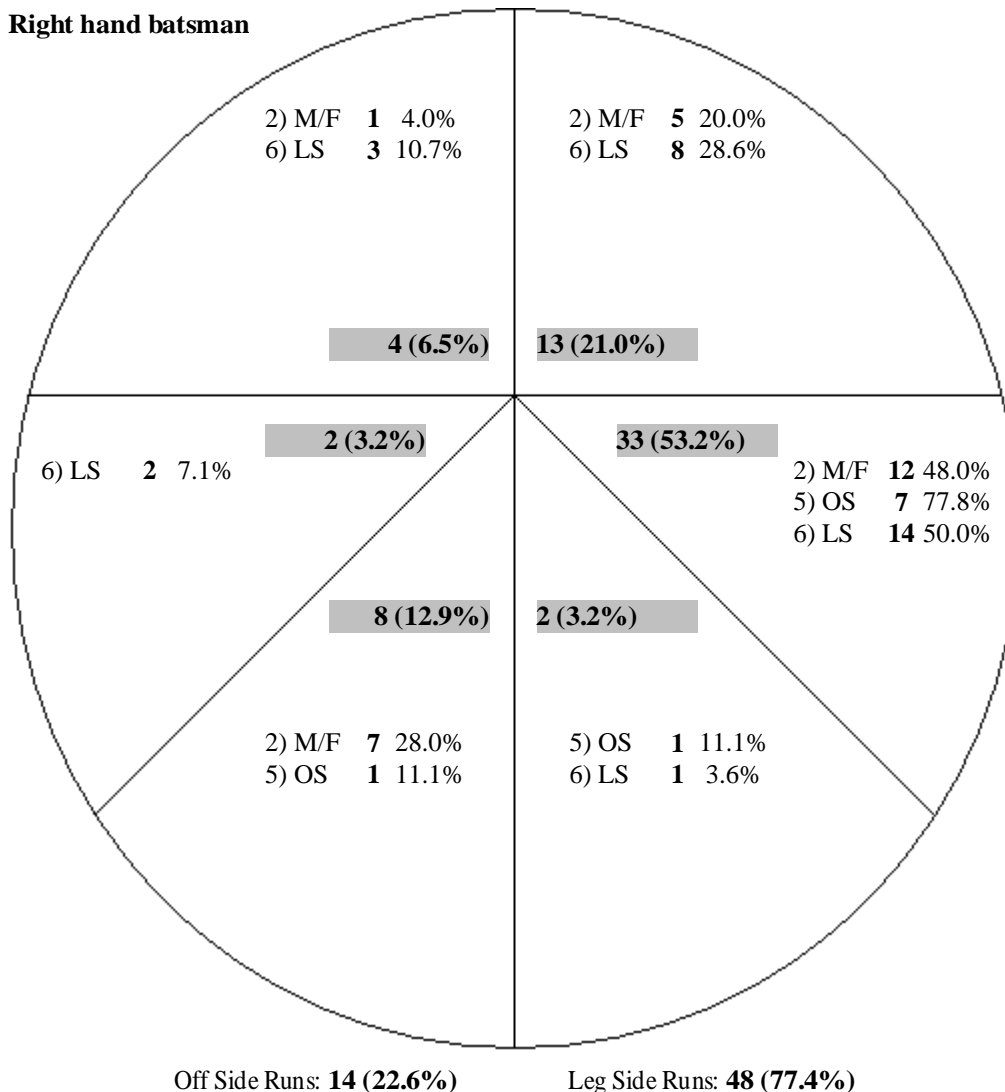 Right hand batsman
2) M/F 1 4.0%
6) LS 3 10.7%
2) M/F 5 20.0%
6) LS 8 28.6%
4 (6.5%)
13 (21.0%)
2 (3.2%)
33 (53.2%)
6) LS 2 7.1%
2) M/F 12 48.0%
5) OS 7 77.8%
6) LS 14 50.0%
8 (12.9%)
2 (3.2%)
2) M/F 7 28.0%
5) OS 1 11.1%
5) OS 1 11.1%
6) LS 1 3.6%
Off Side Runs: 14 (22.6%)
Leg Side Runs: 48 (77.4%)